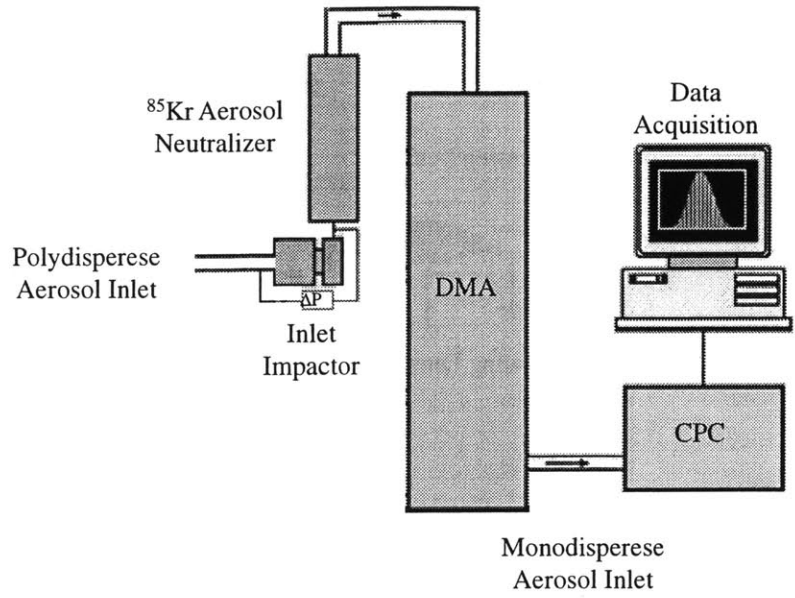 ⁸⁵Kr Aerosol
Neutralizer
Data
Acquisition
Polydisperese
Aerosol Inlet
ΔP
Inlet
Impactor
DMA
CPC
Monodisperese
Aerosol Inlet